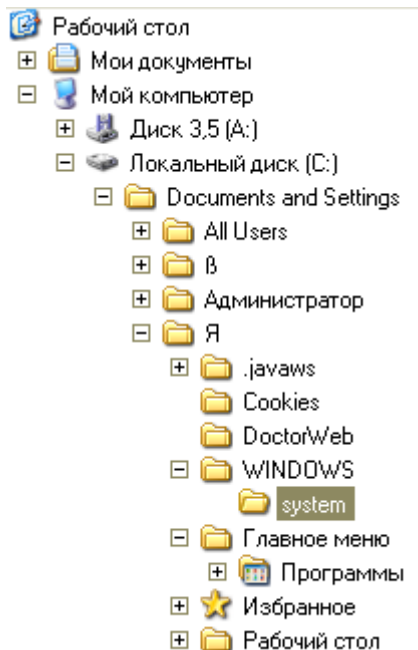 Рабочий стол
Мои документы
Мой компьютер
Диск 3,5 (A:)
Локальный диск (C:)
Documents and Settings
All Users
ß
Администратор
Я
.javaws
Cookies
DoctorWeb
WINDOWS
system
Главное меню
Программы
Избранное
Рабочий стол